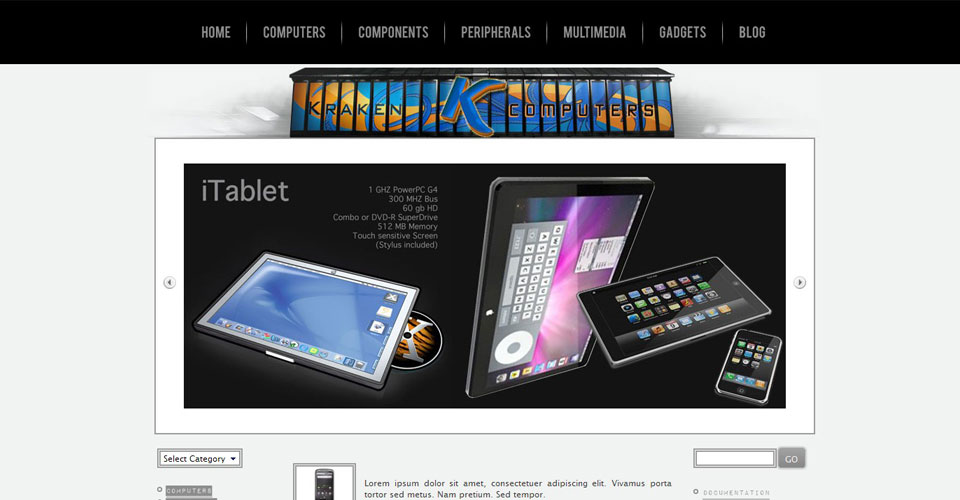 HOME
COMPUTERS
COMPONENTS
PERIPHERALS
MULTIMEDIA
GADGETS
BLOG
KRAKEN K COMPUTERS
iTablet
1 GHZ PowerPC G4
300 MHZ Bus
60 gb HD
Combo or DVD-R SuperDrive
512 MB Memory
Touch sensitive Screen
(Stylus included)
Select Category
GO
COMPUTERS
Lorem ipsum dolor sit amet, consectetuer adipiscing elit. Vivamus porta
tortor sed metus. Nam pretium. Sed tempor.
DOCUMENTATION